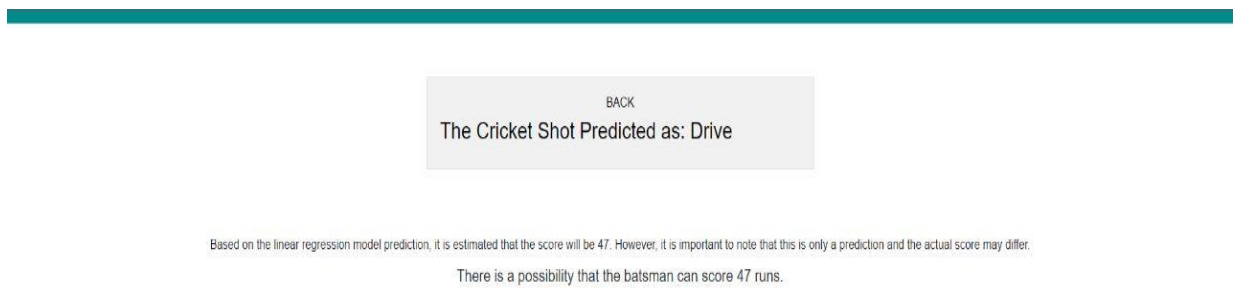 BACK
The Cricket Shot Predicted as: Drive
Based on the linear regression model prediction, it is estimated that the score will be 47. However, it is important to note that this is only a prediction and the actual score may differ.
There is a possibility that the batsman can score 47 runs.